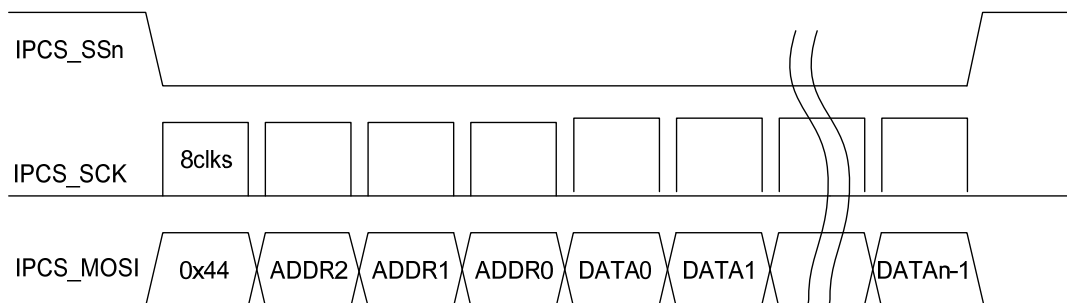 IPCS_SSn
8clks
IPCS_SCK
IPCS_MOSI 0x44 ADDR2 ADDR1 ADDR0 DATA0 DATA1 DATAn-1